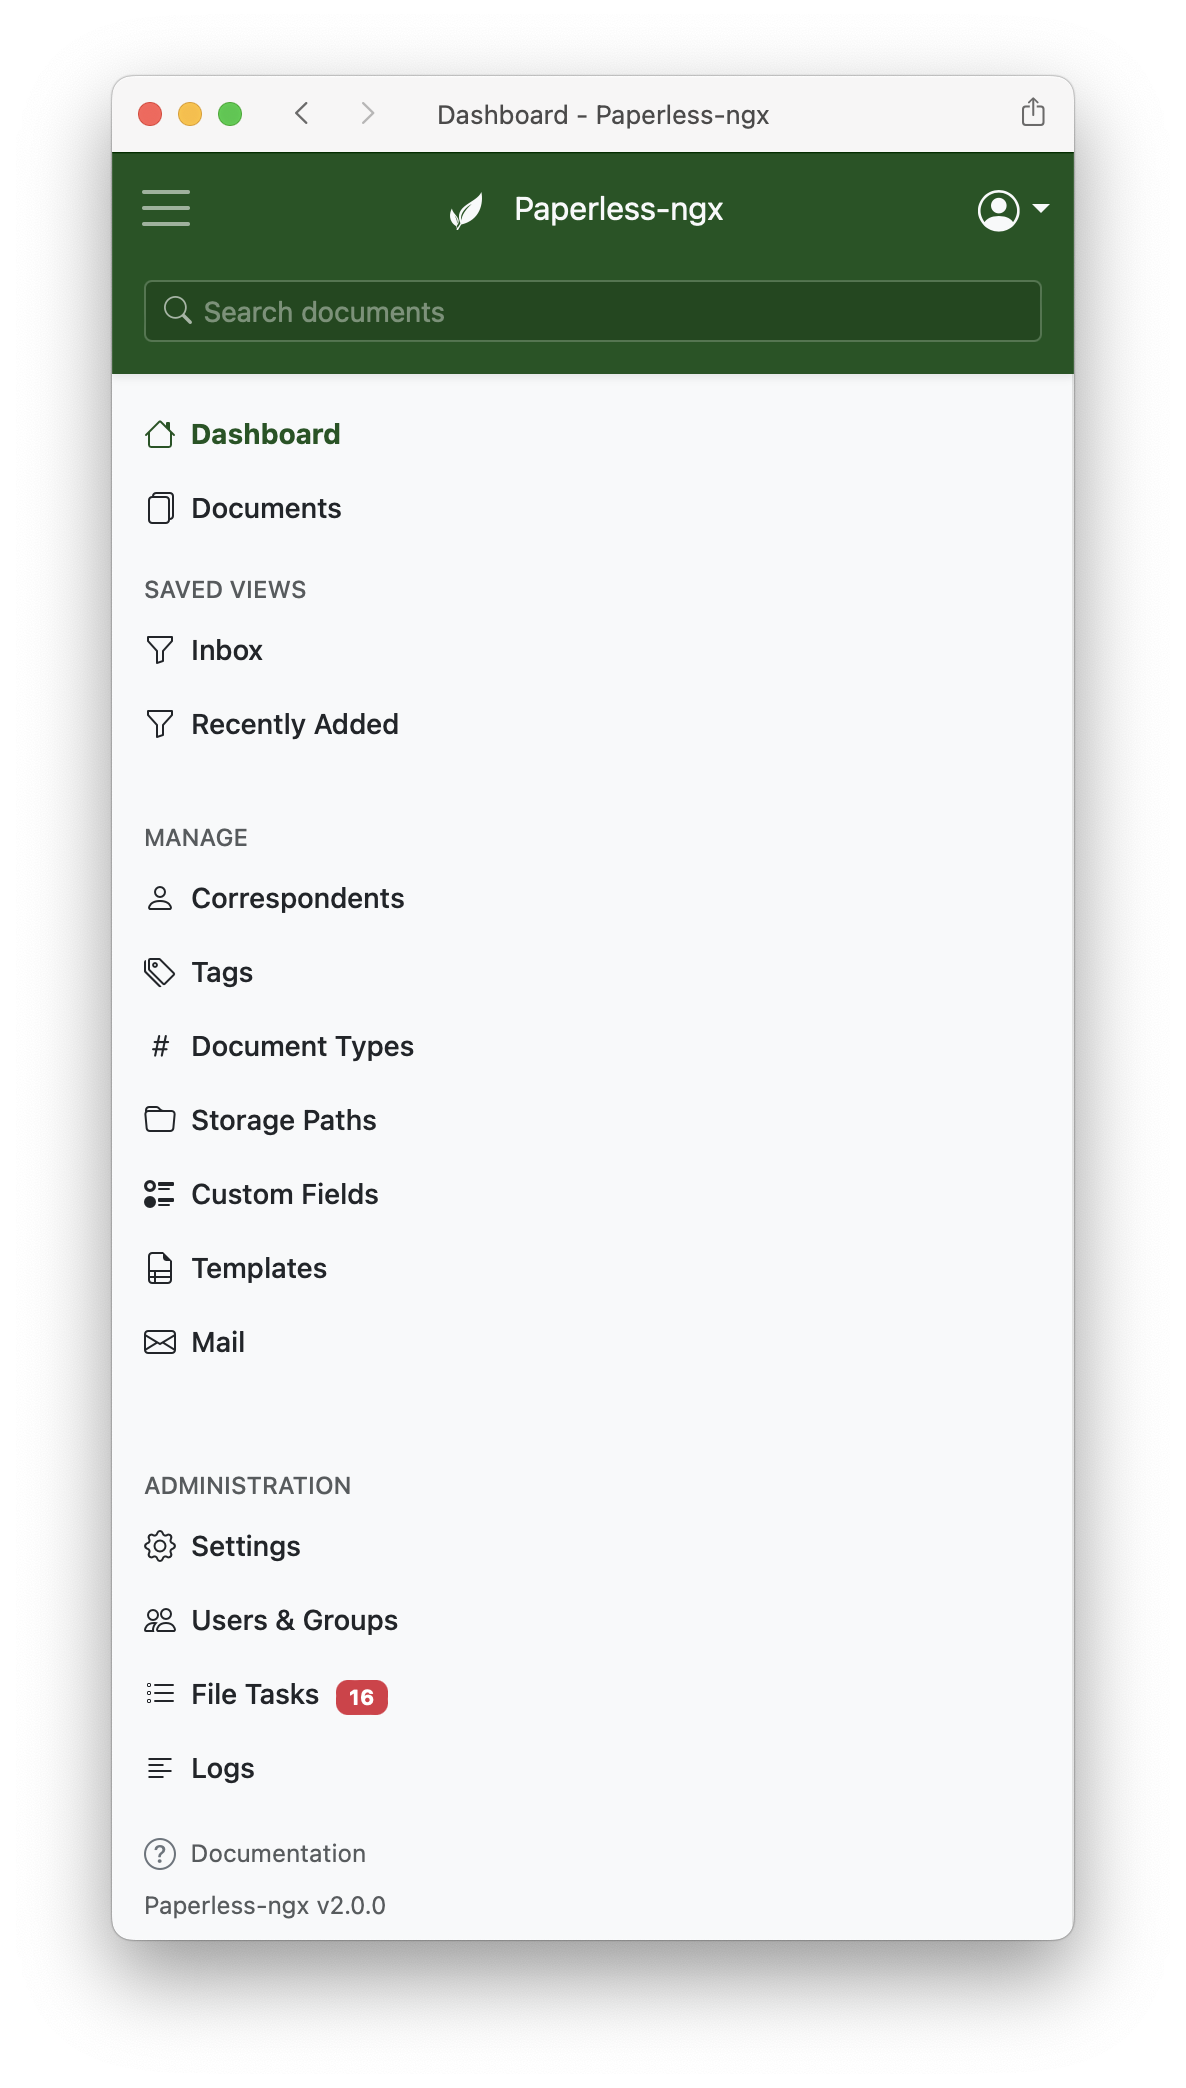 Dashboard - Paperless-ngx
Paperless-ngx
Search documents
Dashboard
Documents
SAVED VIEWS
Inbox
Recently Added
MANAGE
Correspondents
Tags
# Document Types
Storage Paths
Custom Fields
Templates
Mail
ADMINISTRATION
Settings
Users & Groups
File Tasks 16
Logs
? Documentation
Paperless-ngx v2.0.0